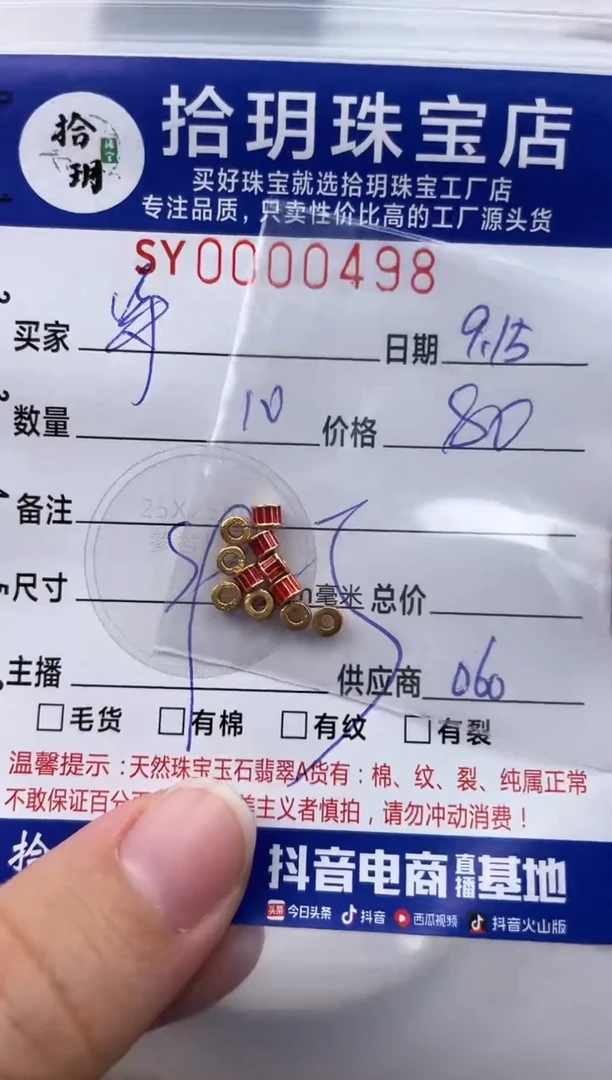 拾玥
拾玥珠宝店
买好珠宝就选拾玥珠宝工厂店
专注品质，只卖性价比高的工厂源头货
SY0000498
买家 日期 9.15
数量 10 价格 80
备注
尺寸 毫米 总价
主播 供应商 060
□毛货 □有棉 □有纹 □有裂
温馨提示：天然珠宝玉石翡翠A货有：棉、纹、裂、纯属正常
不敢保证百分 美主义者慎拍，请勿冲动消费！
拾 抖音电商直播基地
头条 今日头条 抖音 西瓜视频 抖音火山版